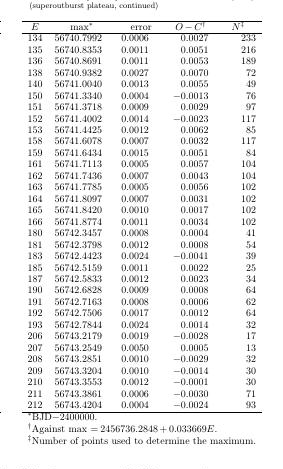 (superoutburst plateau, continued)
E max* error O − C† N‡
134 56740.7992 0.0006 0.0027 233
135 56740.8353 0.0011 0.0051 216
136 56740.8691 0.0011 0.0053 189
138 56740.9382 0.0027 0.0070 72
140 56741.0040 0.0013 0.0055 49
150 56741.3340 0.0004 −0.0013 76
151 56741.3718 0.0009 0.0029 97
152 56741.4002 0.0014 −0.0023 117
153 56741.4425 0.0012 0.0062 85
158 56741.6078 0.0007 0.0032 117
159 56741.6434 0.0015 0.0051 84
161 56741.7113 0.0005 0.0057 104
162 56741.7436 0.0007 0.0043 104
163 56741.7785 0.0005 0.0056 102
164 56741.8097 0.0007 0.0031 102
165 56741.8420 0.0010 0.0017 102
166 56741.8774 0.0011 0.0034 102
180 56742.3457 0.0008 0.0004 41
181 56742.3798 0.0012 0.0008 54
183 56742.4423 0.0024 −0.0041 39
185 56742.5159 0.0011 0.0022 25
187 56742.5833 0.0012 0.0023 34
190 56742.6828 0.0009 0.0008 64
191 56742.7163 0.0008 0.0006 62
192 56742.7506 0.0017 0.0012 64
193 56742.7844 0.0024 0.0014 32
206 56743.2179 0.0019 −0.0028 17
207 56743.2549 0.0050 0.0005 13
208 56743.2851 0.0010 −0.0029 32
209 56743.3204 0.0010 −0.0014 30
210 56743.3553 0.0012 −0.0001 30
211 56743.3861 0.0006 −0.0030 71
212 56743.4204 0.0004 −0.0024 93
*BJD−2400000.
†Against max = 2456736.2848 + 0.033669E.
‡Number of points used to determine the maximum.